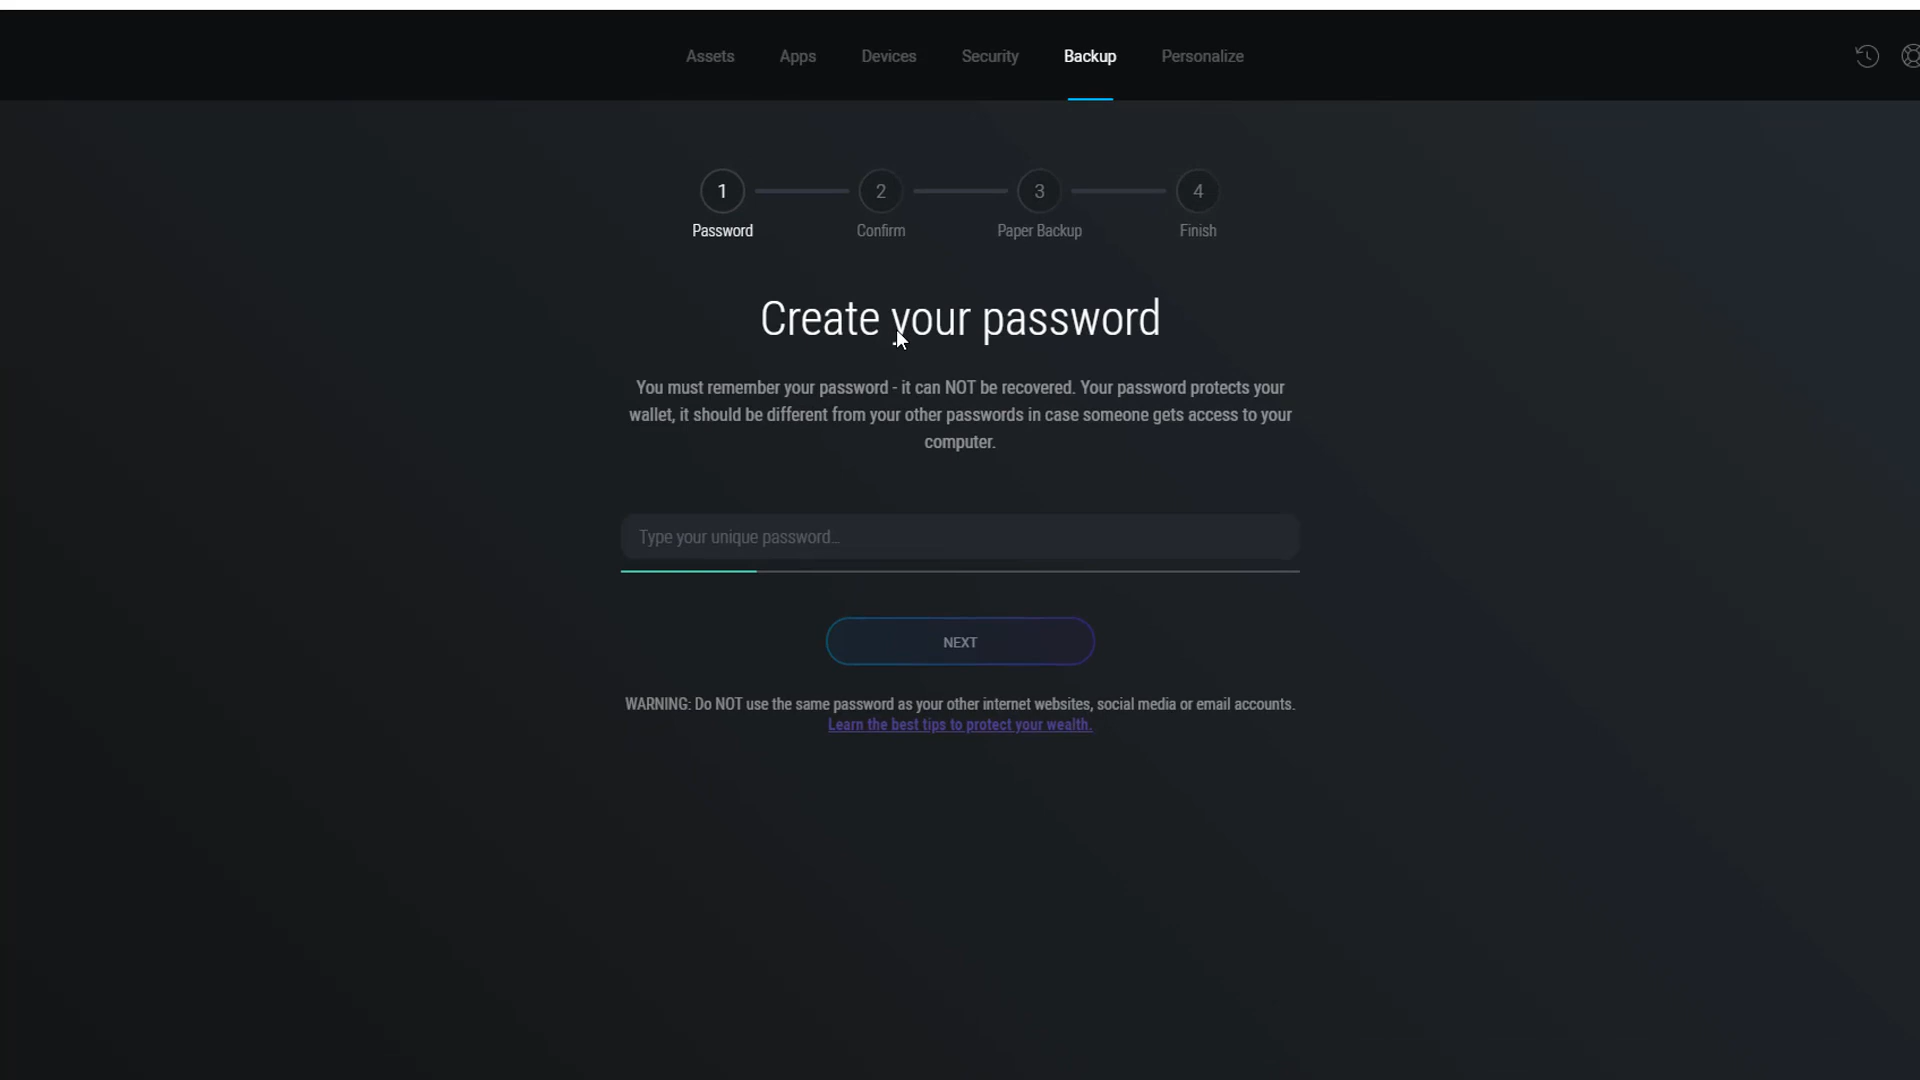 Assets Apps Devices Security Backup Personalize
1 2 3 4
Password Confirm Paper Backup Finish
Create your password
You must remember your password - it can NOT be recovered. Your password protects your
wallet, it should be different from your other passwords in case someone gets access to your
computer.
Type your unique password...
NEXT
WARNING: Do NOT use the same password as your other internet websites, social media or email accounts.
Learn the best tips to protect your wealth.